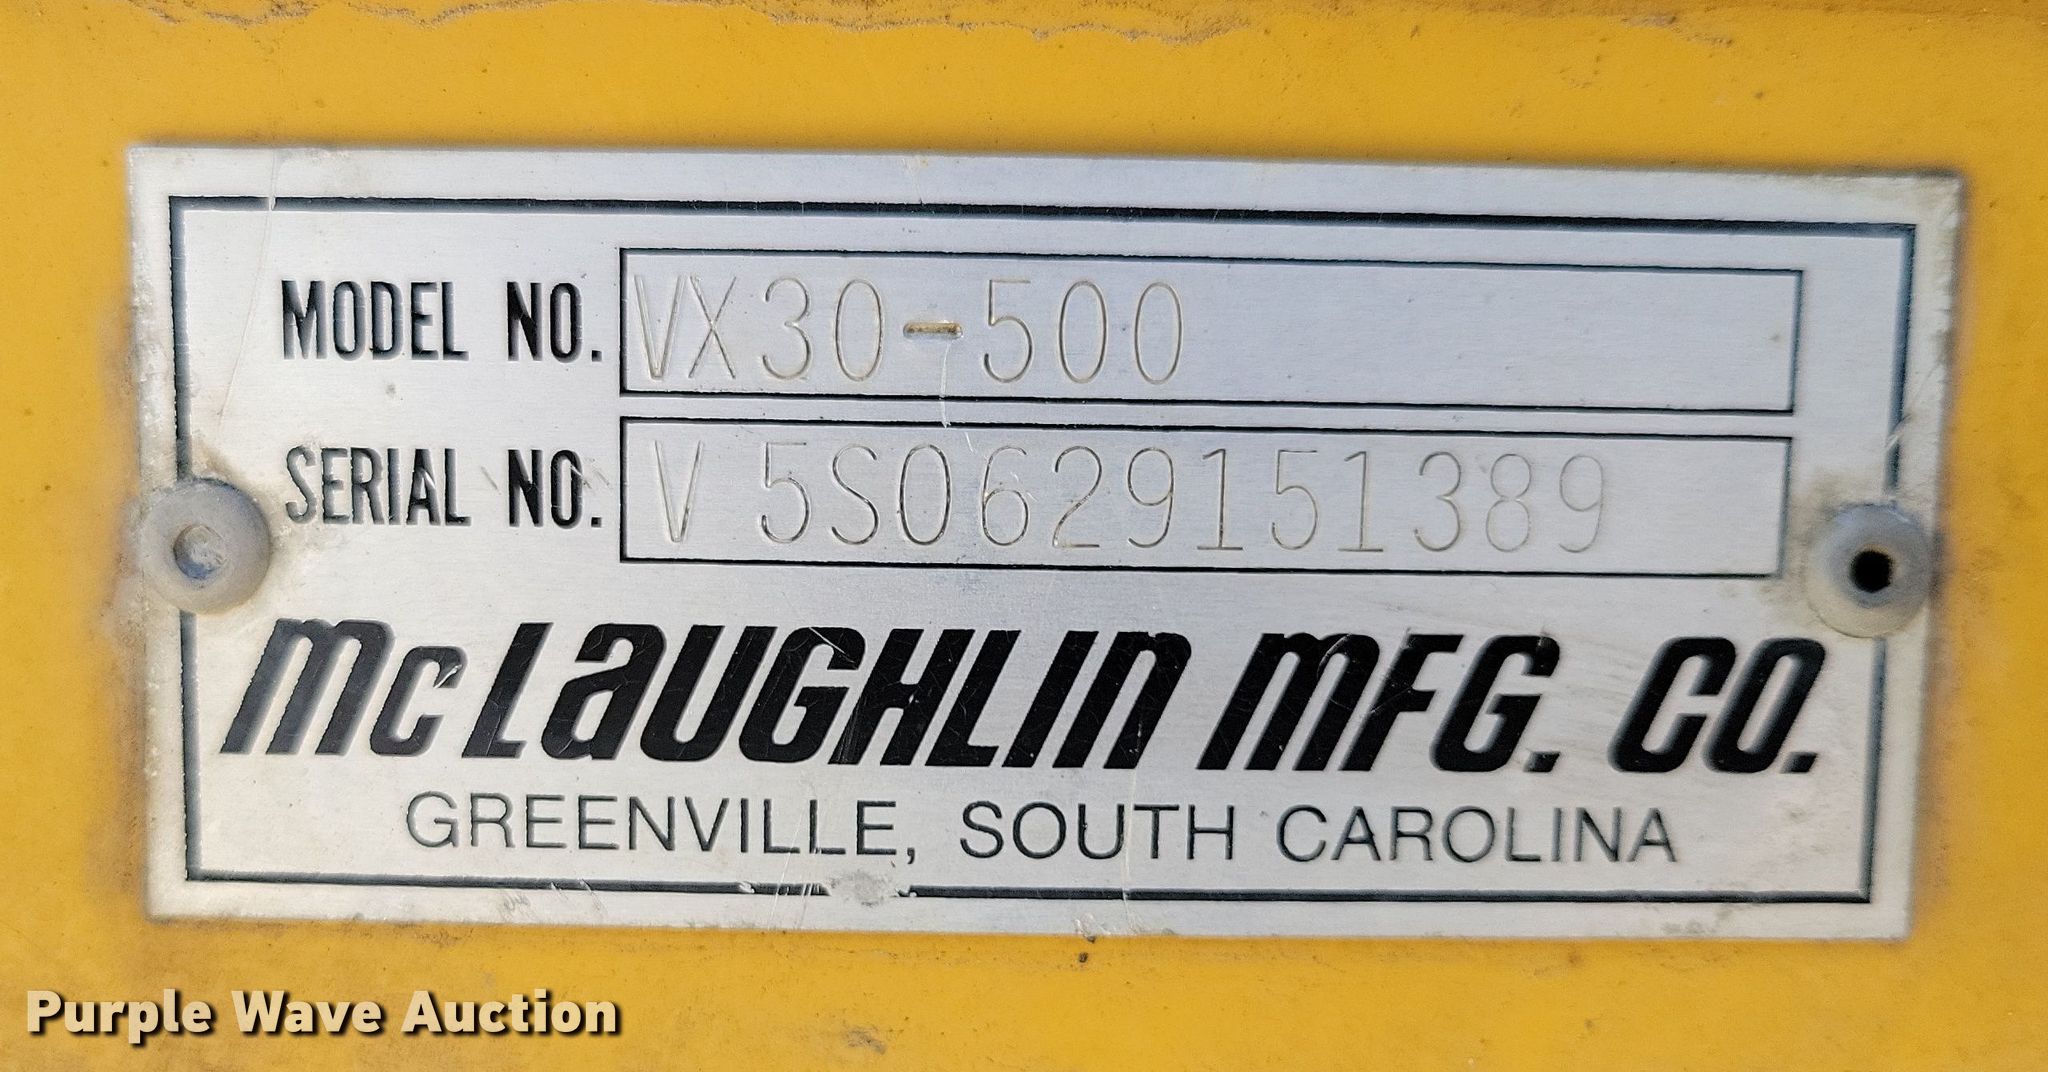 MODEL NO. VX30-500
SERIAL NO. V 5S0629151389
McLAUGHLIN MFG. CO.
GREENVILLE, SOUTH CAROLINA
Purple Wave Auction